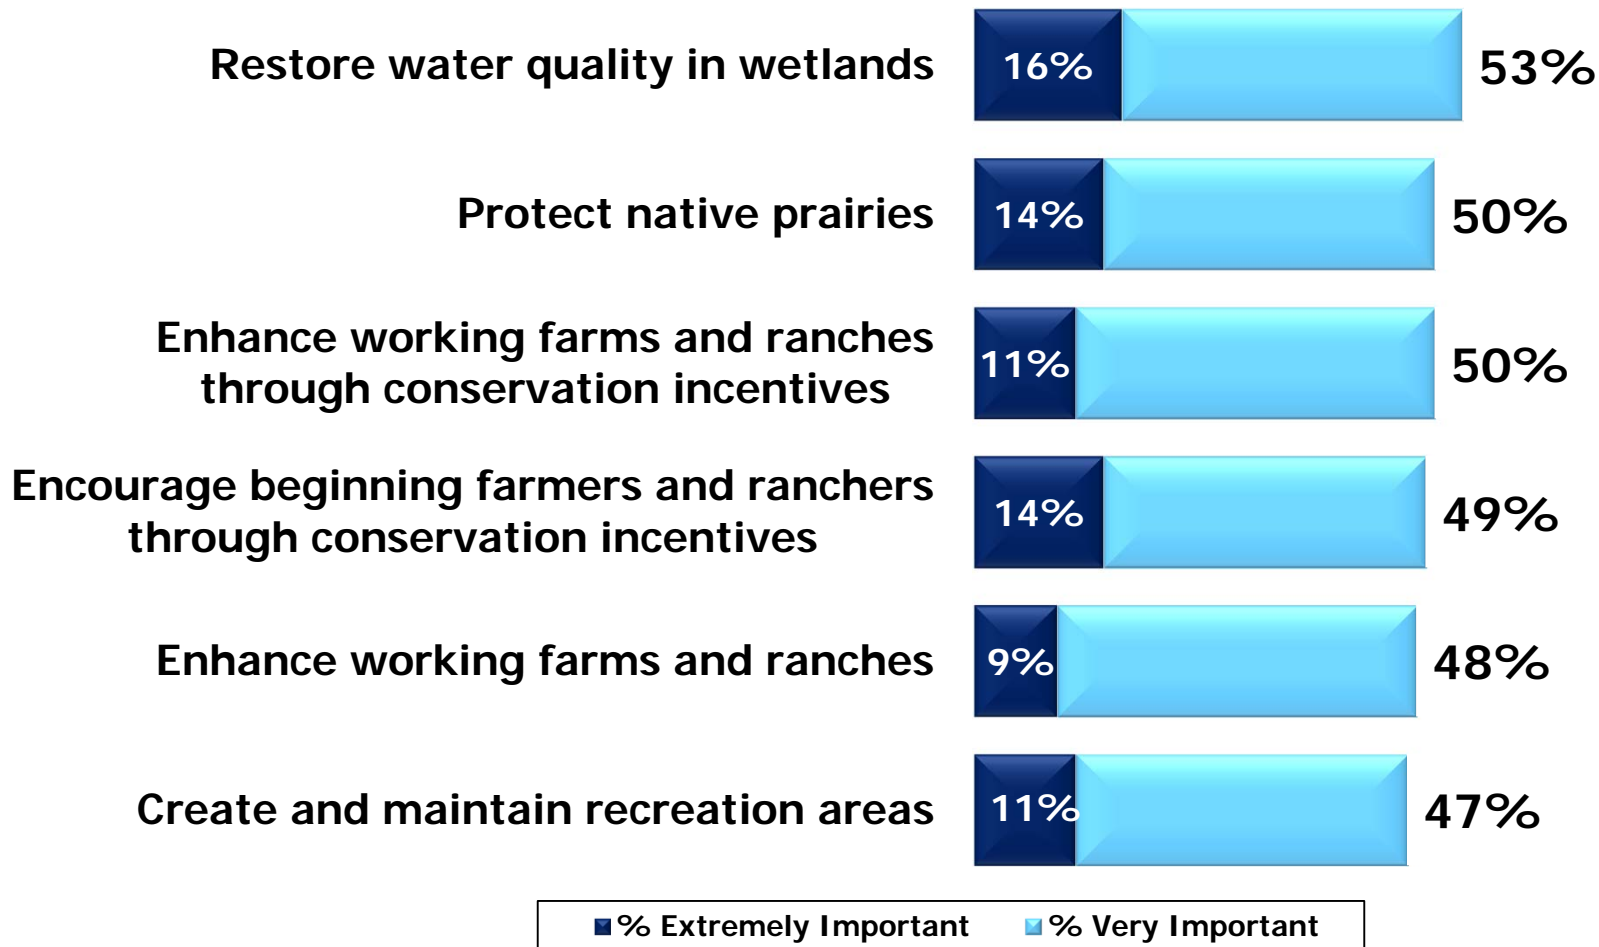 Restore water quality in wetlands 16% 53%
Protect native prairies 14% 50%
Enhance working farms and ranches
through conservation incentives 11% 50%
Encourage beginning farmers and ranchers
through conservation incentives 14% 49%
Enhance working farms and ranches 9% 48%
Create and maintain recreation areas 11% 47%
% Extremely Important % Very Important